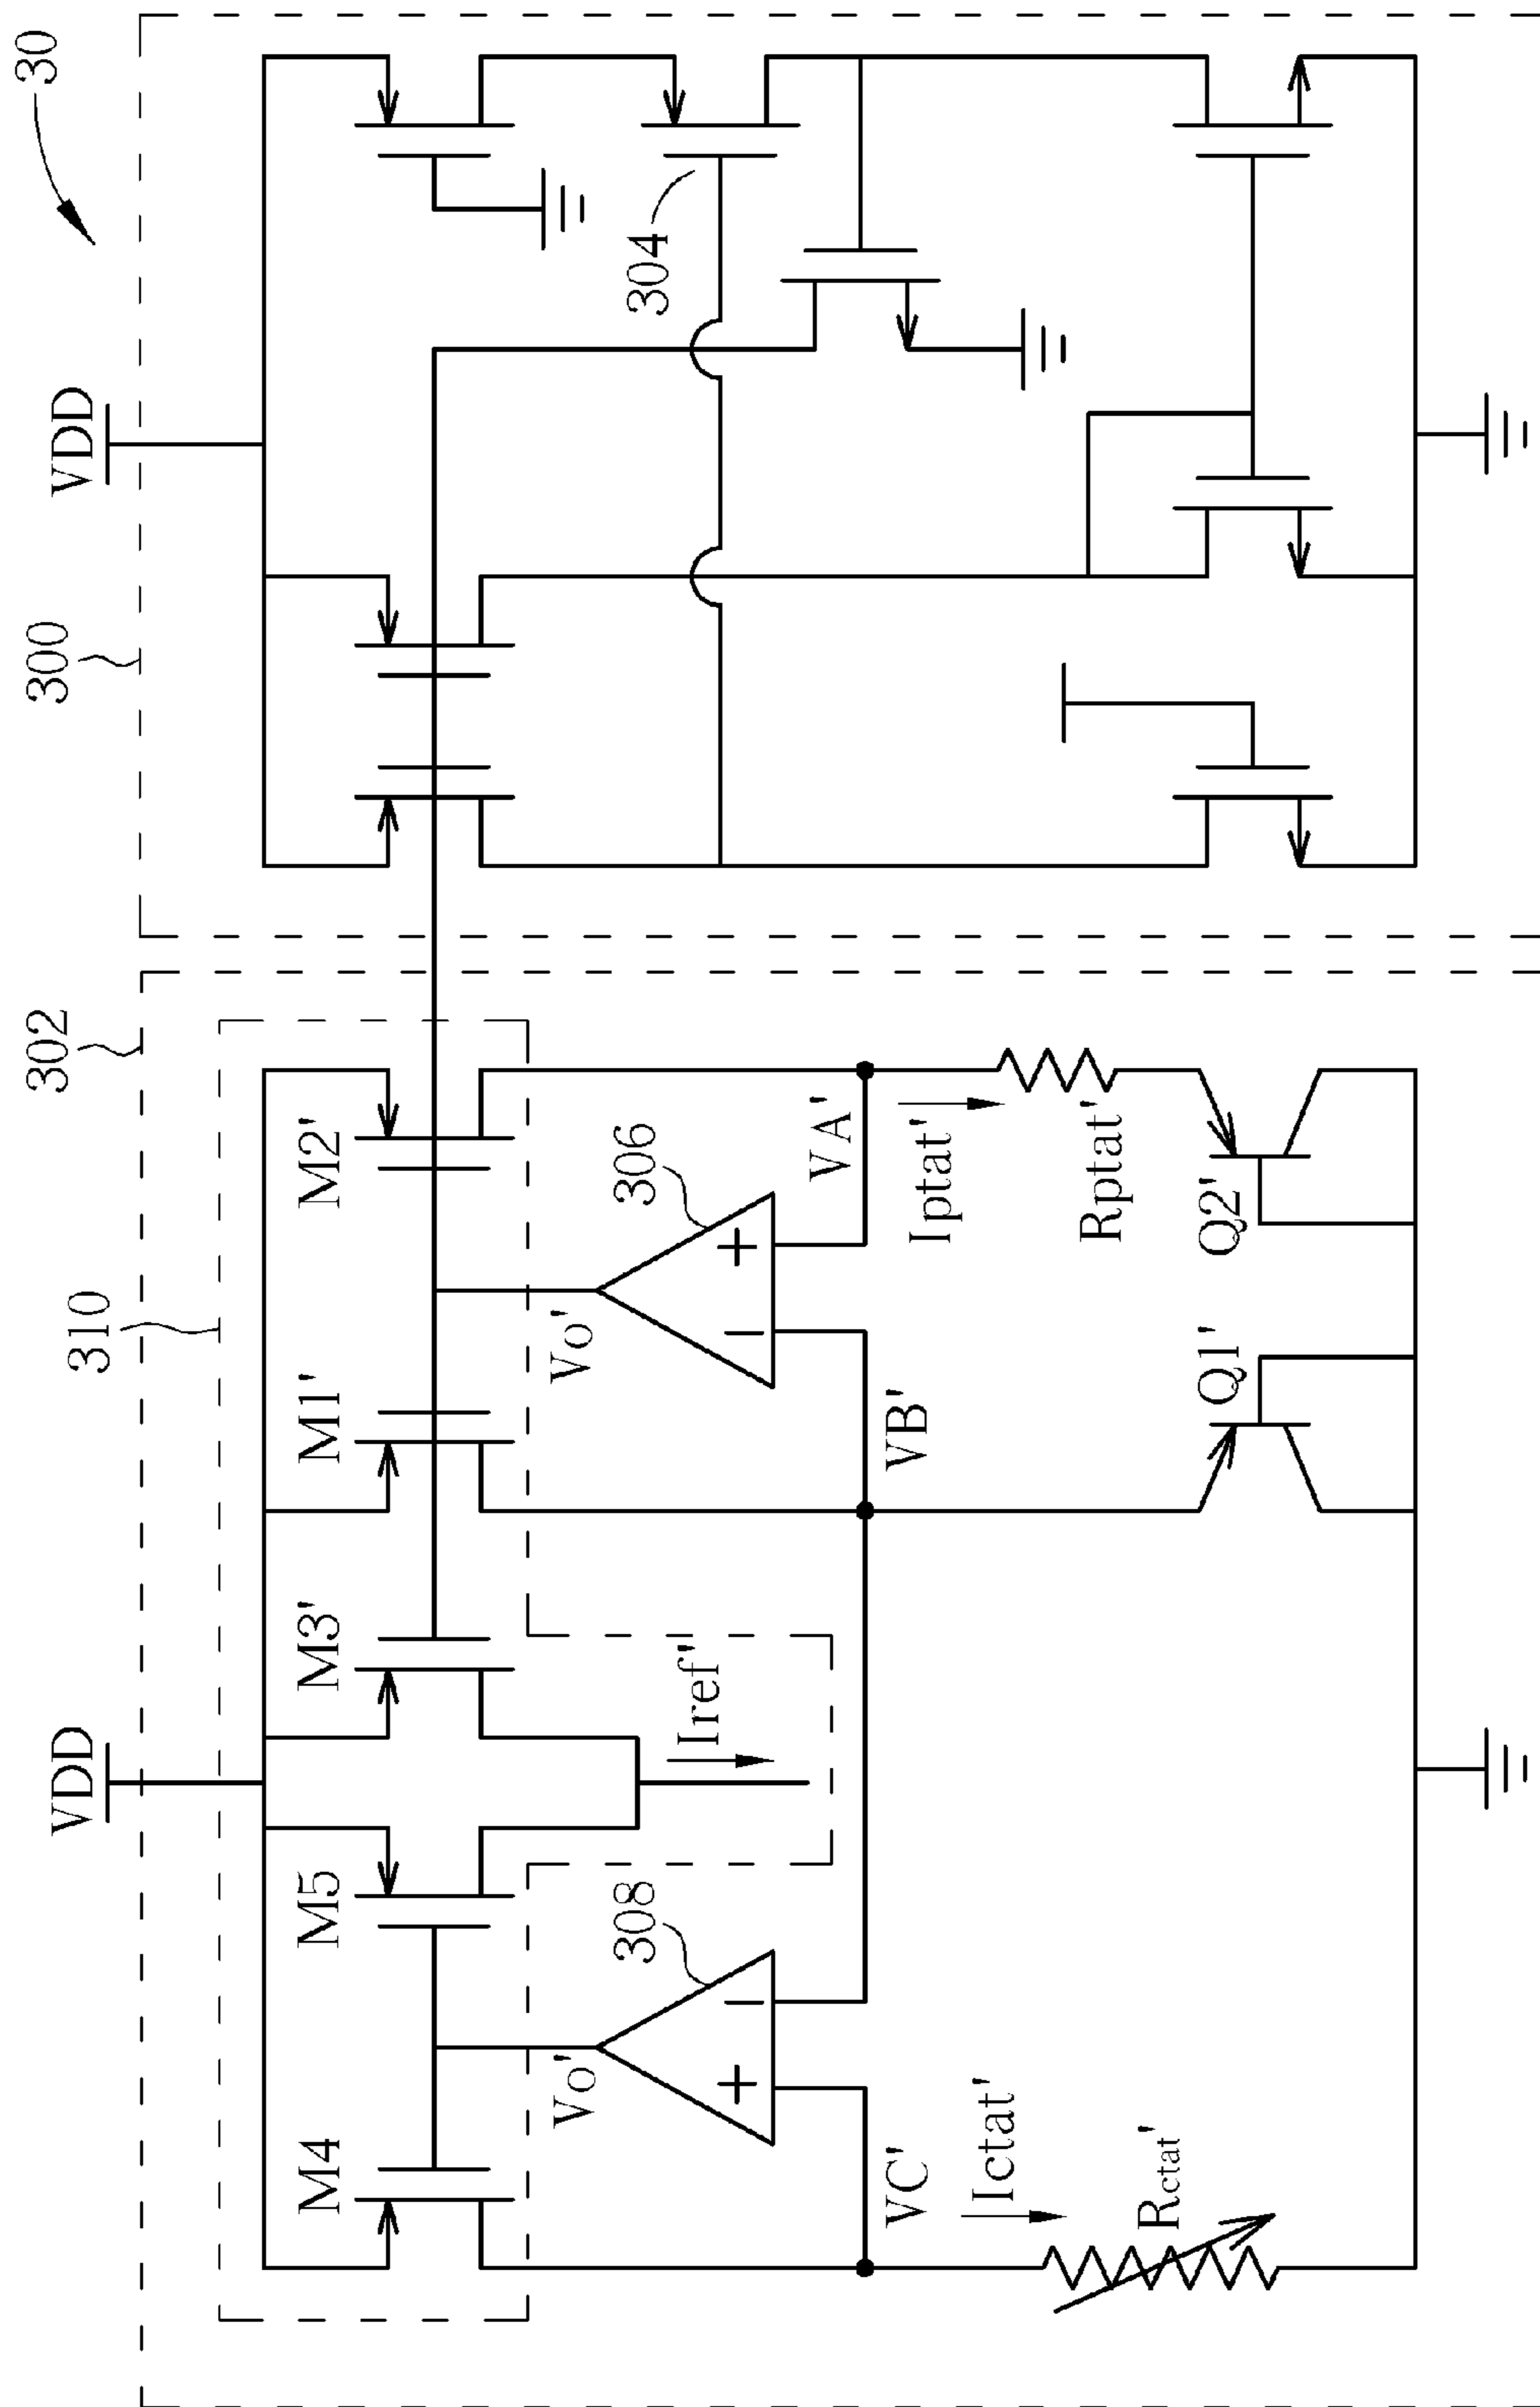 30
302
300
VDD
VDD
310
M4
M5
M3'
M1'
M2'
Vo'
308
Vo'
306
304
Iref'
VA'
VC'
VB'
Ictat'
Iptat'
Rctat'
Rptat'
Q1'
Q2'